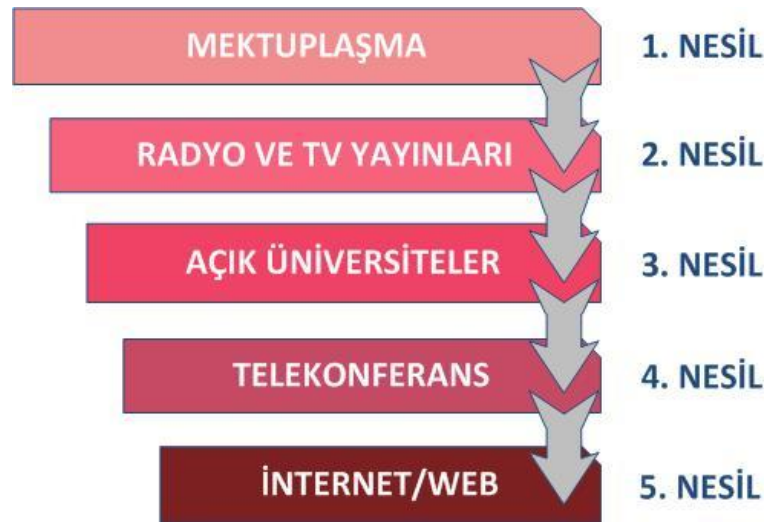 MEKTUPLAŞMA 1. NESİL
RADYO VE TV YAYINLARI 2. NESİL
AÇIK ÜNİVERSİTELER 3. NESİL
TELEKONFERANS 4. NESİL
İNTERNET/WEB 5. NESİL